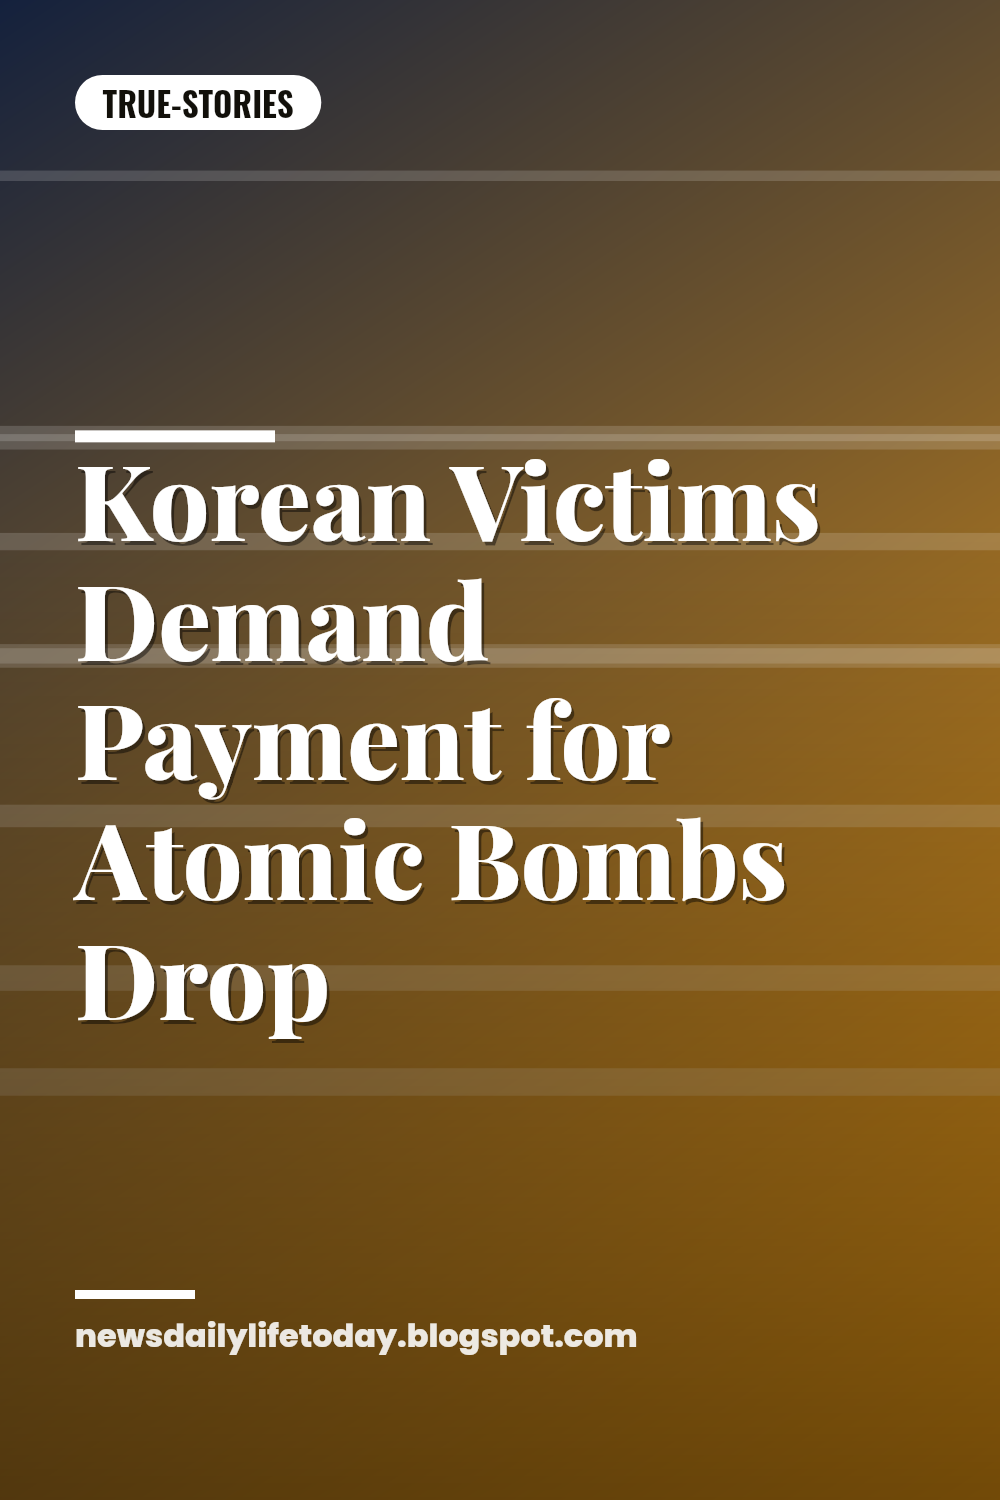 TRUE-STORIES
Korean Victims
Demand
Payment for
Atomic Bombs
Drop
newsdailylifetoday.blogspot.com